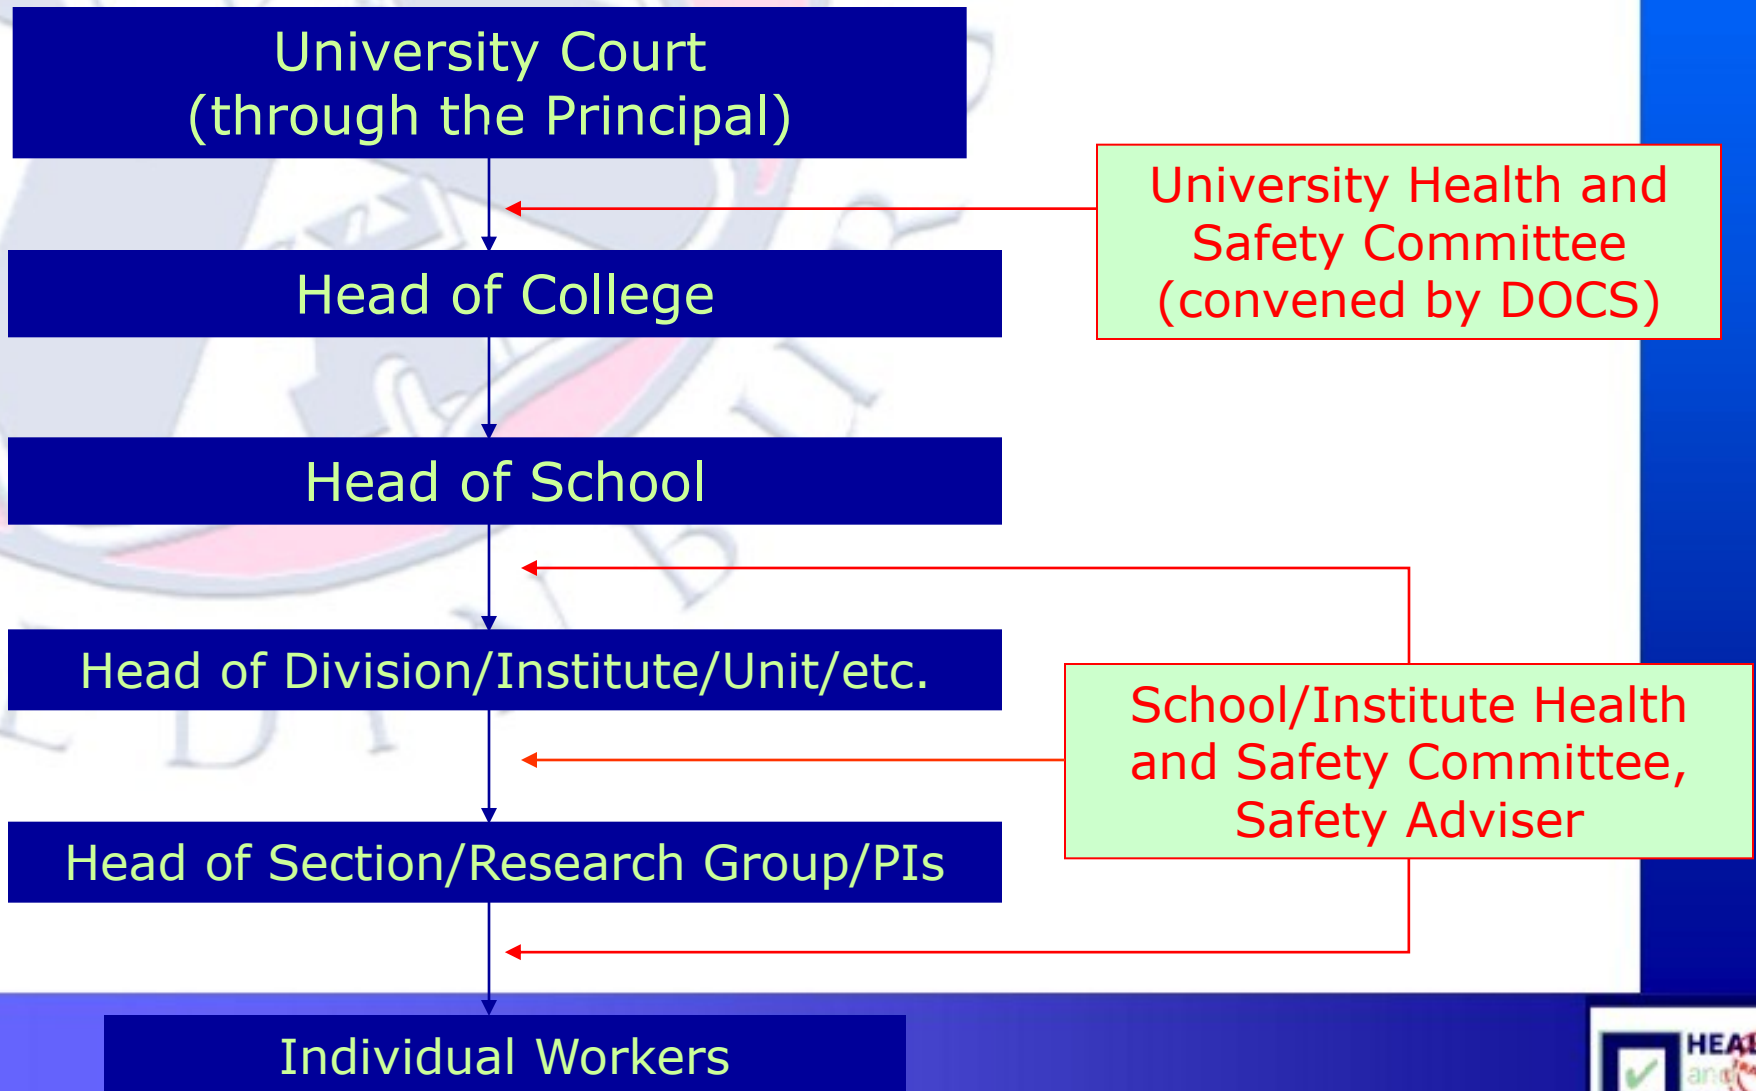 University Court
(through the Principal)
University Health and
Safety Committee
(convened by DOCS)
Head of College
Head of School
Head of Division/Institute/Unit/etc.
School/Institute Health
and Safety Committee,
Safety Adviser
Head of Section/Research Group/PIs
Individual Workers